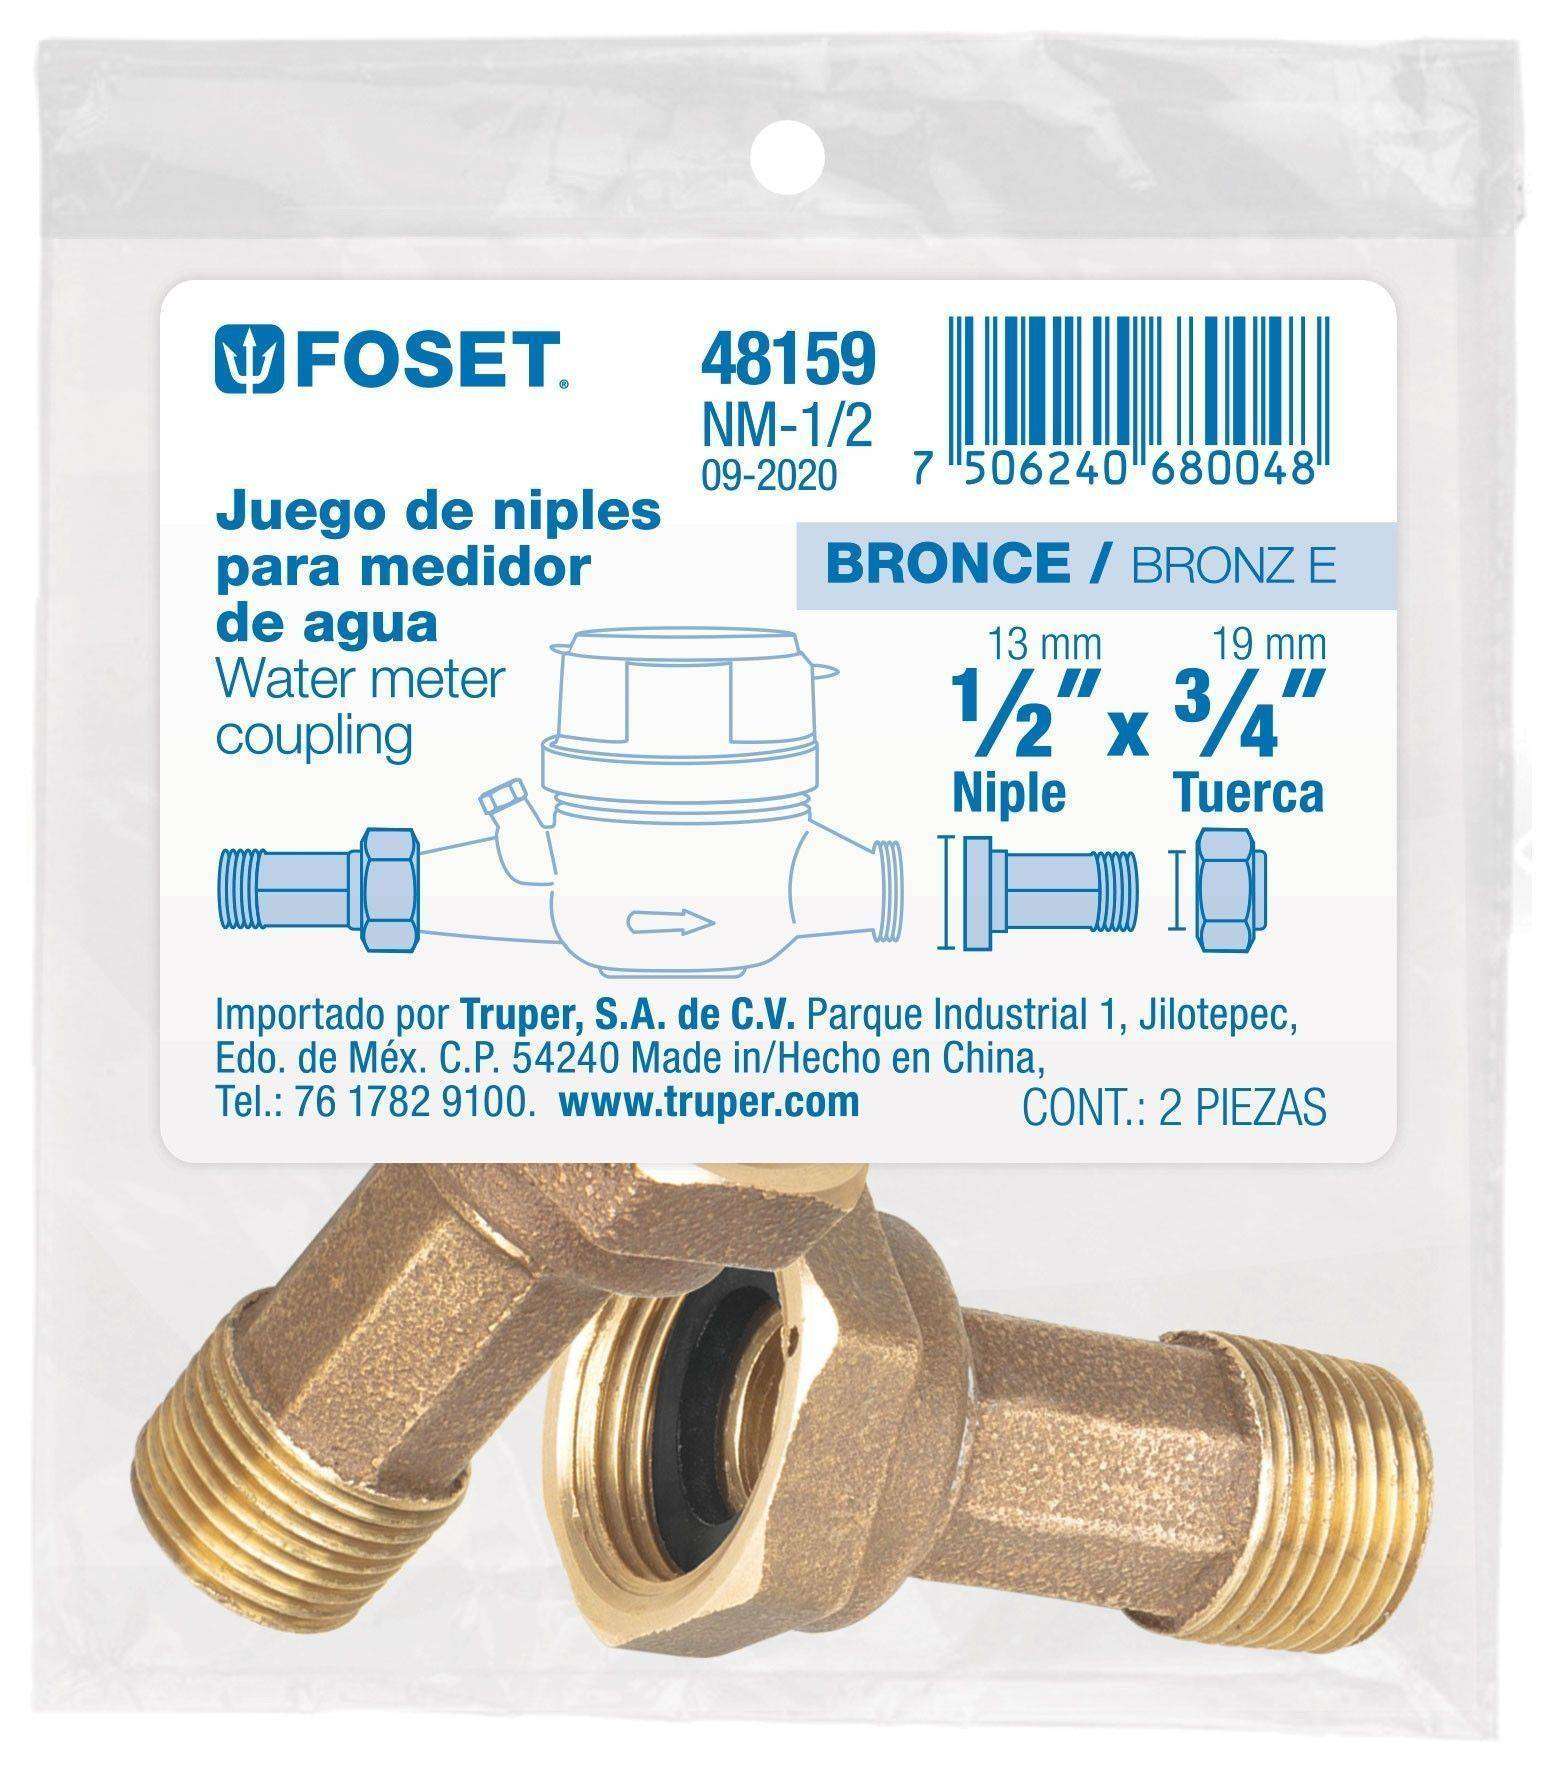 FOSET®
48159
NM-1/2
09-2020
7 506240 680048
Juego de niples
para medidor
de agua
Water meter
coupling
BRONCE / BRONZ E
13 mm 19 mm
1/2" x 3/4"
Niple Tuerca
Importado por Truper, S.A. de C.V. Parque Industrial 1, Jilotepec,
Edo. de Méx. C.P. 54240 Made in/Hecho en China,
Tel.: 76 1782 9100. www.truper.com
CONT.: 2 PIEZAS